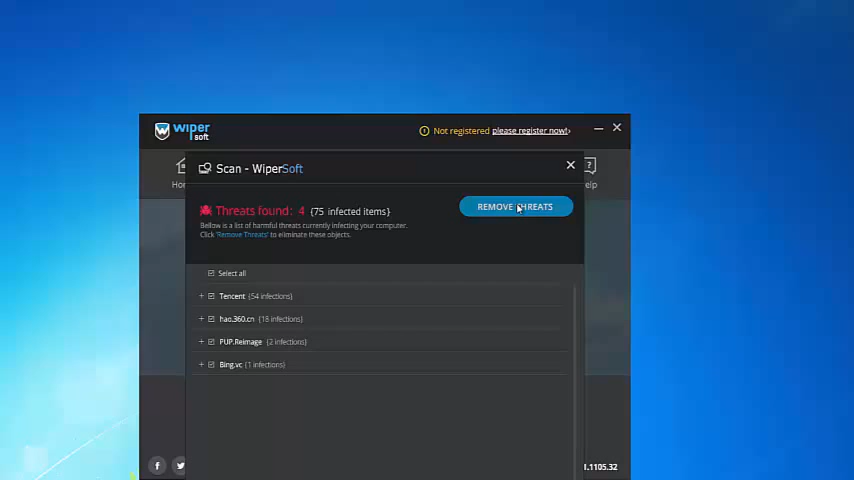 wiper
soft
Not registered please register now!›
Scan - WiperSoft
Threats found: 4 {75 infected items}
REMOVE THREATS
Bellow is a list of harmful threats currently infecting your computer.
Click 'Remove Threats' to eliminate these objects.
Select all
+ Tencent {54 infections}
+ hao.360.cn {18 infections}
+ PUP.Reimage {2 infections}
+ Bing.vc {1 infections}
1.1105.32